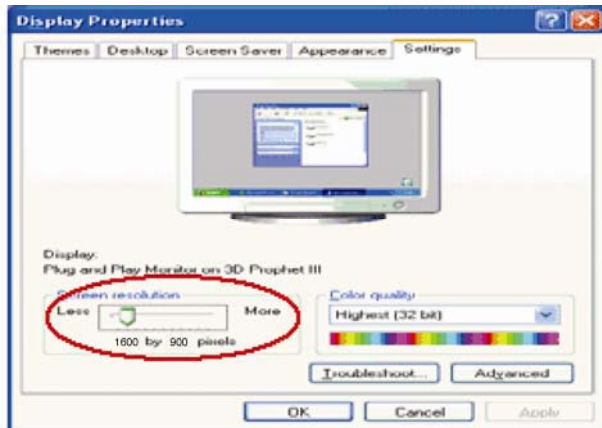 Display Properties
Themes Desktop Screen Saver Appearance Settings
Display:
Plug and Play Monitor on 3D Prophet III
Screen resolution
Less More
1600 by 900 pixels
Color quality
Highest (32 bit)
Troubleshoot... Advanced
OK Cancel Apply